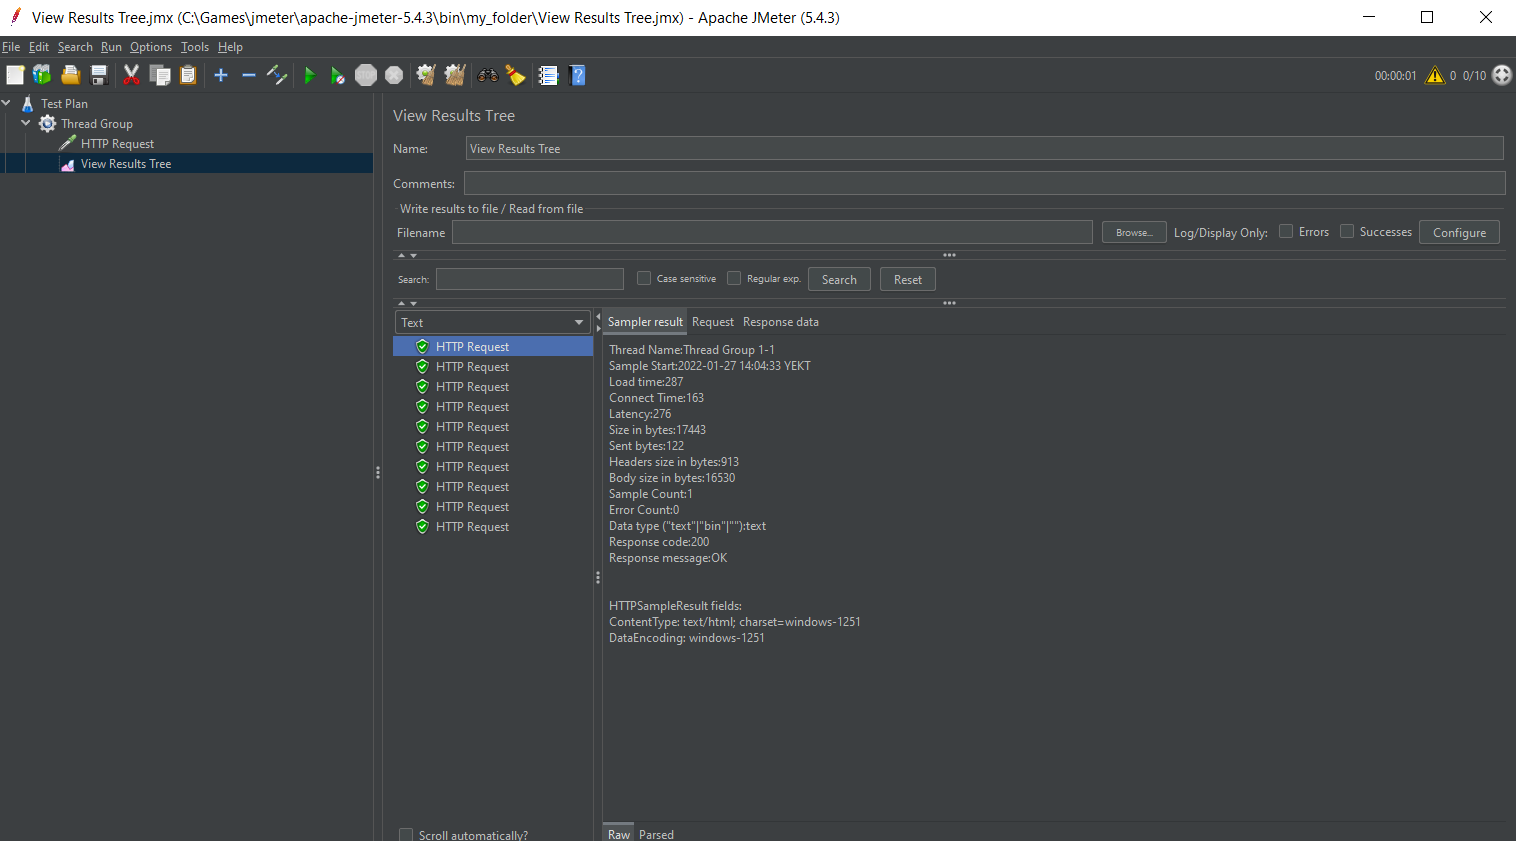 View Results Tree.jmx (C:\Games\jmeter\apache-jmeter-5.4.3\bin\my_folder\View Results Tree.jmx) - Apache JMeter (5.4.3)
File Edit Search Run Options Tools Help
STOP 00:00:01 0 0/10
Test Plan
Thread Group
HTTP Request
View Results Tree
View Results Tree
Name: View Results Tree
Comments:
Write results to file / Read from file
Filename Browse... Log/Display Only: Errors Successes Configure
Search: Case sensitive Regular exp. Search Reset
Text
HTTP Request
HTTP Request
HTTP Request
HTTP Request
HTTP Request
HTTP Request
HTTP Request
HTTP Request
HTTP Request
HTTP Request
Scroll automatically?
Sampler result Request Response data
Thread Name:Thread Group 1-1
Sample Start:2022-01-27 14:04:33 YEKT
Load time:287
Connect Time:163
Latency:276
Size in bytes:17443
Sent bytes:122
Headers size in bytes:913
Body size in bytes:16530
Sample Count:1
Error Count:0
Data type ("text"|"bin"|""):text
Response code:200
Response message:OK
HTTPSampleResult fields:
ContentType: text/html; charset=windows-1251
DataEncoding: windows-1251
Raw Parsed